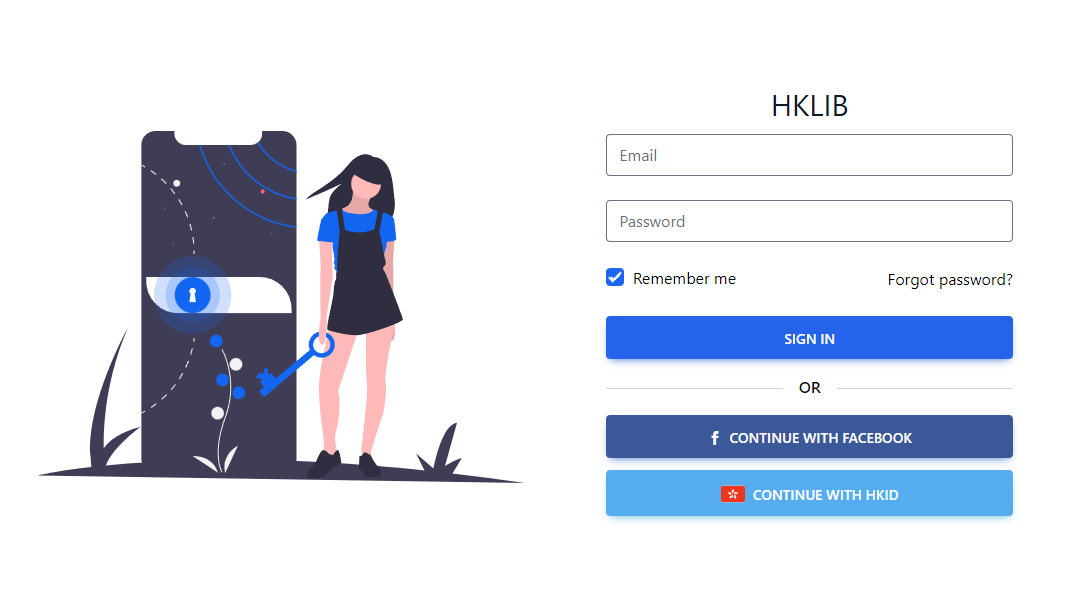 HKLIB
Email
Password
Remember me
Forgot password?
SIGN IN
OR
CONTINUE WITH FACEBOOK
CONTINUE WITH HKID